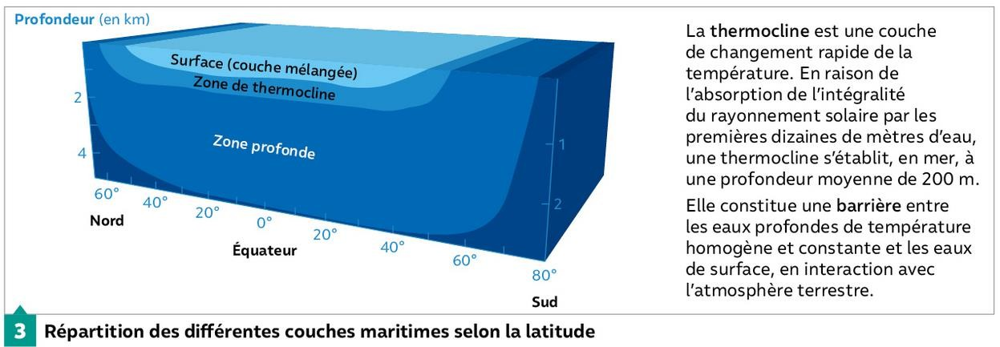 Profondeur (en km)
Surface (couche mélangée)
Zone de thermocline
Zone profonde
2
4
1
2
60°
40°
20°
0°
20°
40°
60°
80°
Nord
Équateur
Sud
La thermocline est une couche
de changement rapide de la
température. En raison de
l'absorption de l'intégralité
du rayonnement solaire par les
premières dizaines de mètres d'eau,
une thermocline s'établit, en mer, à
une profondeur moyenne de 200 m.
Elle constitue une barrière entre
les eaux profondes de température
homogène et constante et les eaux
de surface, en interaction avec
l'atmosphère terrestre.
3 Répartition des différentes couches maritimes selon la latitude